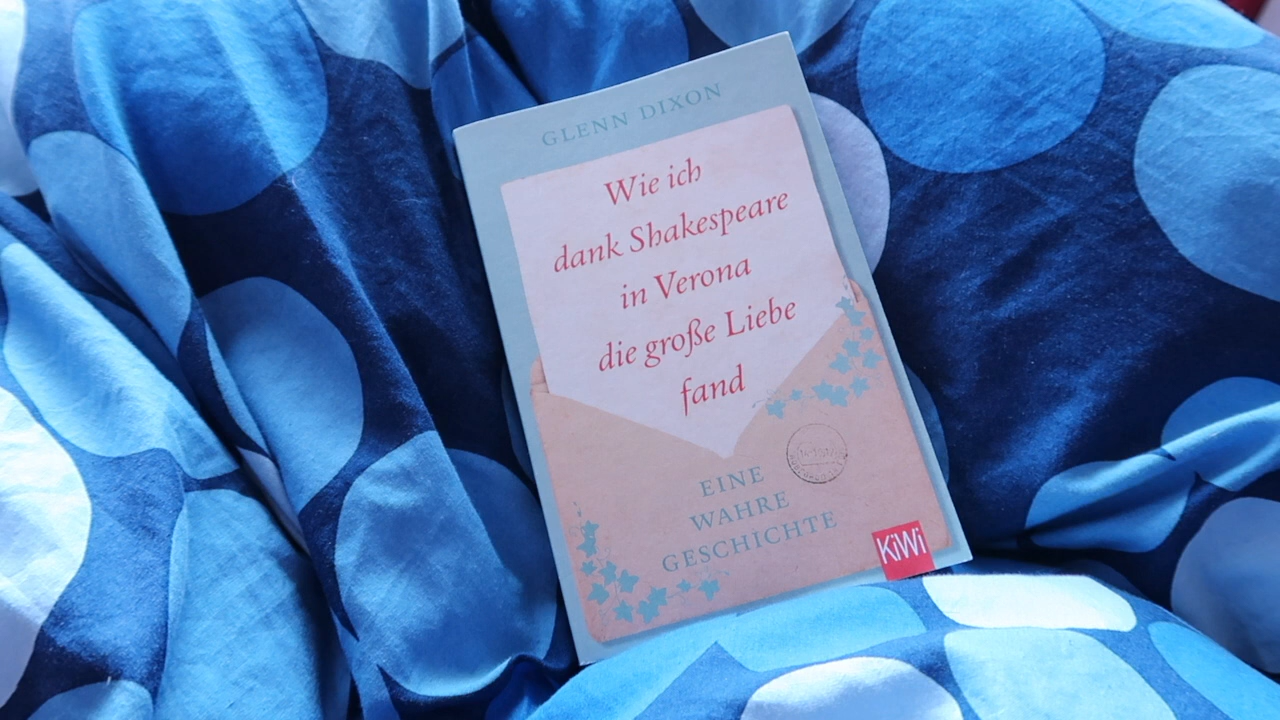 GLENN DIXON
Wie ich
dank Shakespeare
in Verona
die große Liebe
fand
EINE
WAHRE
GESCHICHTE
KiWi